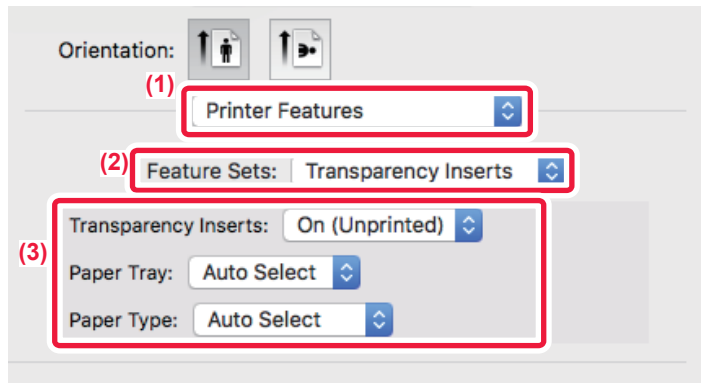 Orientation:
(1)
Printer Features
(2)
Feature Sets: Transparency Inserts
(3)
Transparency Inserts: On (Unprinted)
Paper Tray: Auto Select
Paper Type: Auto Select